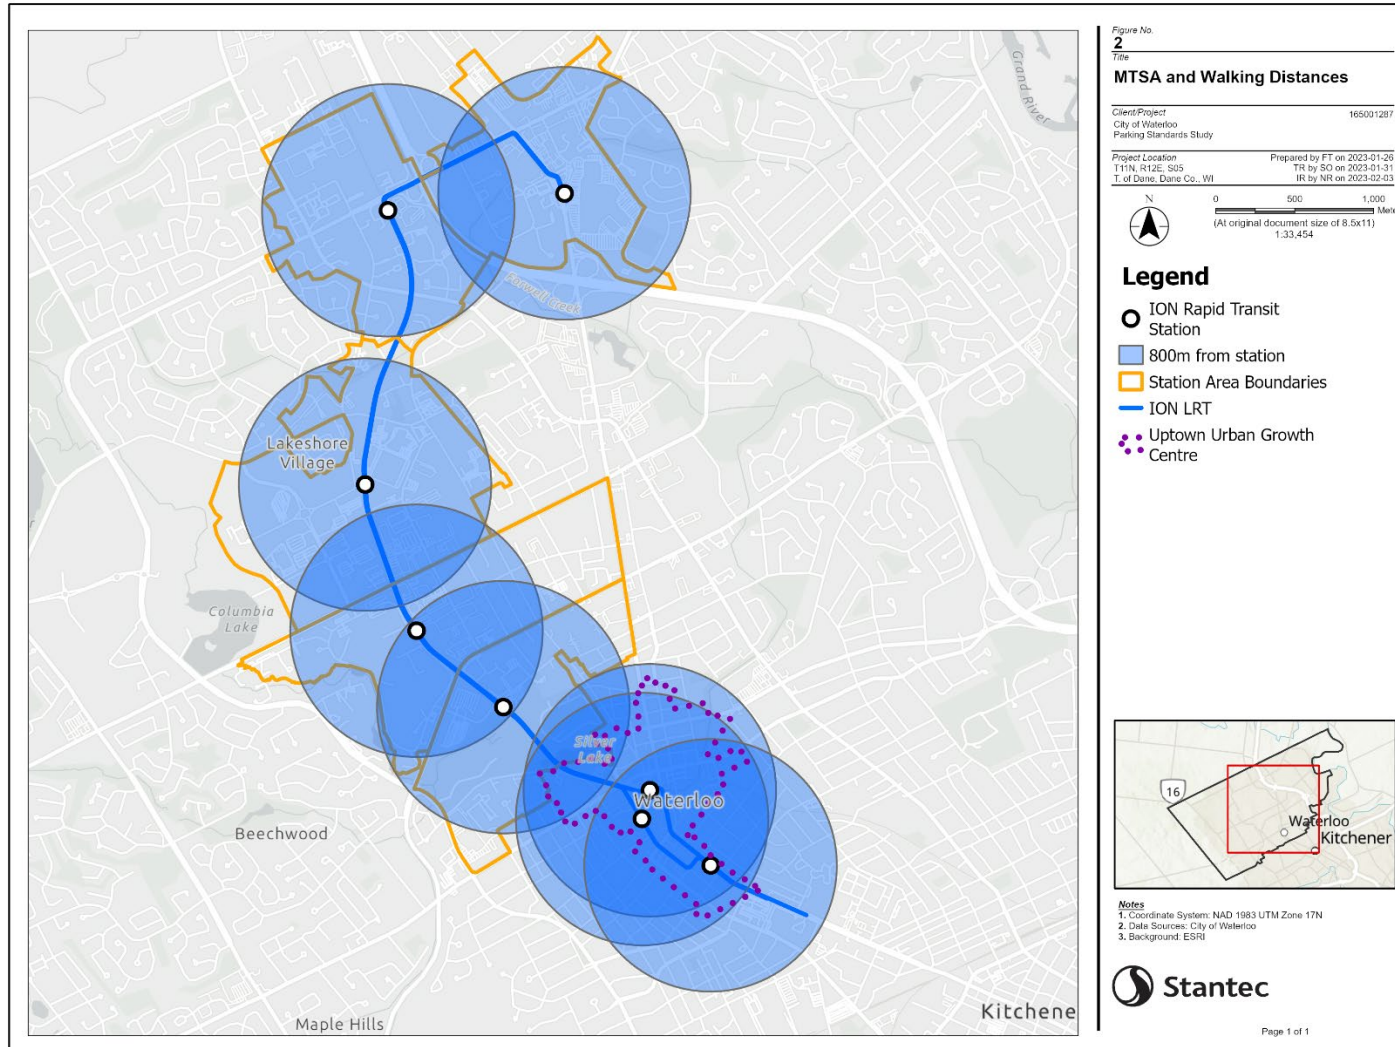 Grand River
Forwell Creek
Lakeshore
Village
Columbia
Lake
Silver
Lake
Waterloo
Beechwood
Maple Hills
Kitchene
Figure No.
2
Title
MTSA and Walking Distances
Client/Project 165001287
City of Waterloo
Parking Standards Study
Project Location Prepared by FT on 2023-01-26
T11N, R12E, S05 TR by SO on 2023-01-31
T. of Dane, Dane Co., WI IR by NR on 2023-02-03
N
0 500 1,000
Mete
(At original document size of 8.5x11)
1:33,454
Legend
ION Rapid Transit
Station
800m from station
Station Area Boundaries
ION LRT
Uptown Urban Growth
Centre
16
Waterloo
Kitchener
Notes
1. Coordinate System: NAD 1983 UTM Zone 17N
2. Data Sources: City of Waterloo
3. Background: ESRI
Stantec
Page 1 of 1